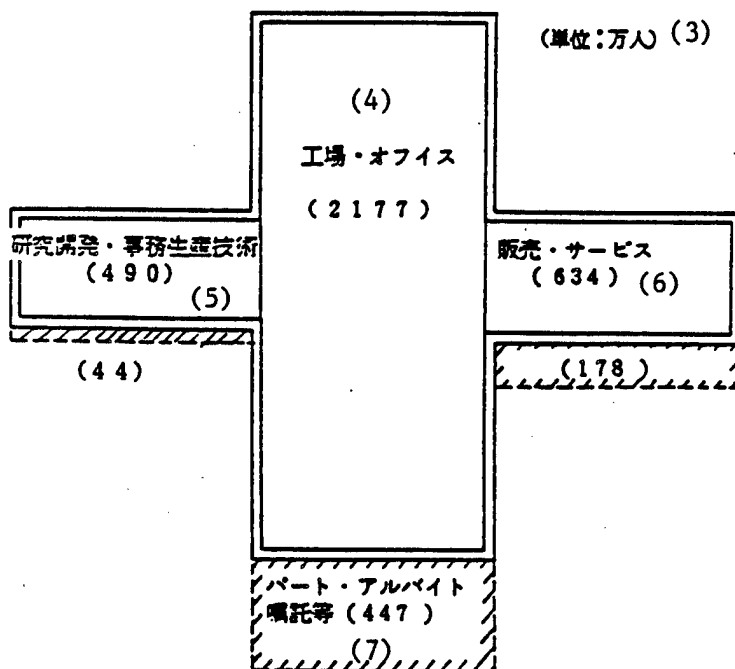 (単位:万人) (3)
(4)
工場・オフィス
(2177)
研究開発・事務生産技術
(490)
(5)
販売・サービス
(634) (6)
(44)
(178)
パート・アルバイト
嘱託等(447)
(7)